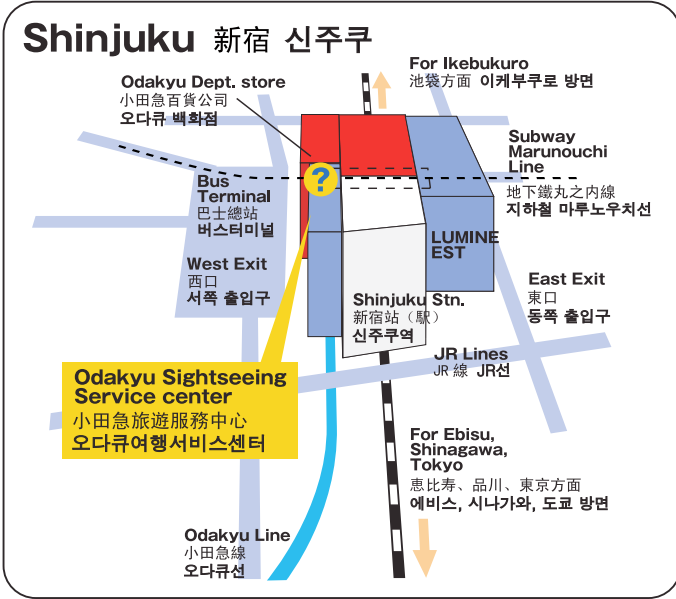 Shinjuku 新宿 신주쿠
Odakyu Dept. store
小田急百貨公司
오다큐 백화점
For Ikebukuro
池袋方面 이케부쿠로 방면
Subway
Marunouchi
Line
地下鐵丸之内線
지하철 마루노우치선
?
Bus
Terminal
巴士總站
버스터미널
West Exit
西口
서쪽 출입구
LUMINE
EST
East Exit
東口
동쪽 출입구
Shinjuku Stn.
新宿站（駅）
신주쿠역
JR Lines
JR 線 JR선
Odakyu Sightseeing
Service center
小田急旅遊服務中心
오다큐여행서비스센터
For Ebisu,
Shinagawa,
Tokyo
恵比寿、品川、東京方面
에비스, 시나가와, 도쿄 방면
Odakyu Line
小田急線
오다큐선